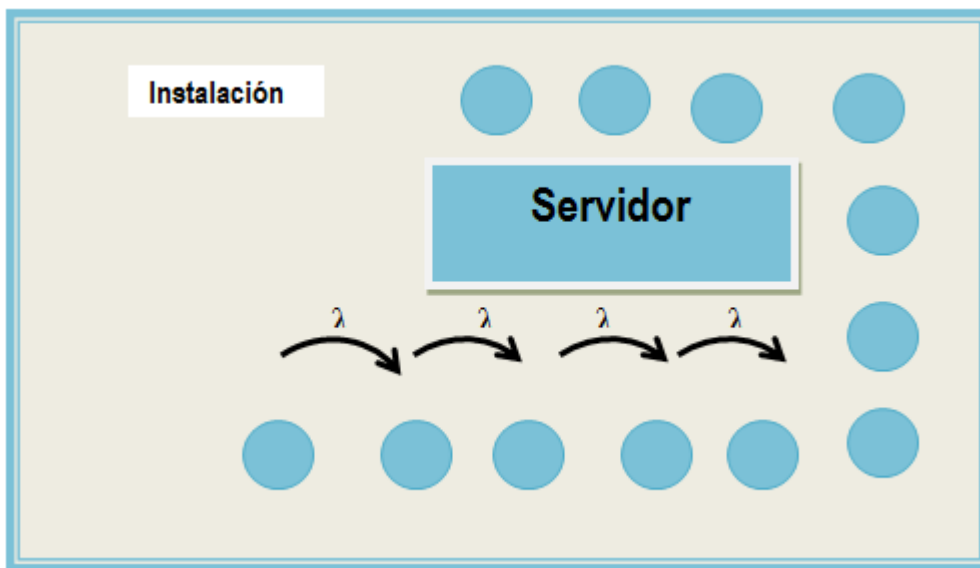 Instalación
Servidor
λ λ λ λ